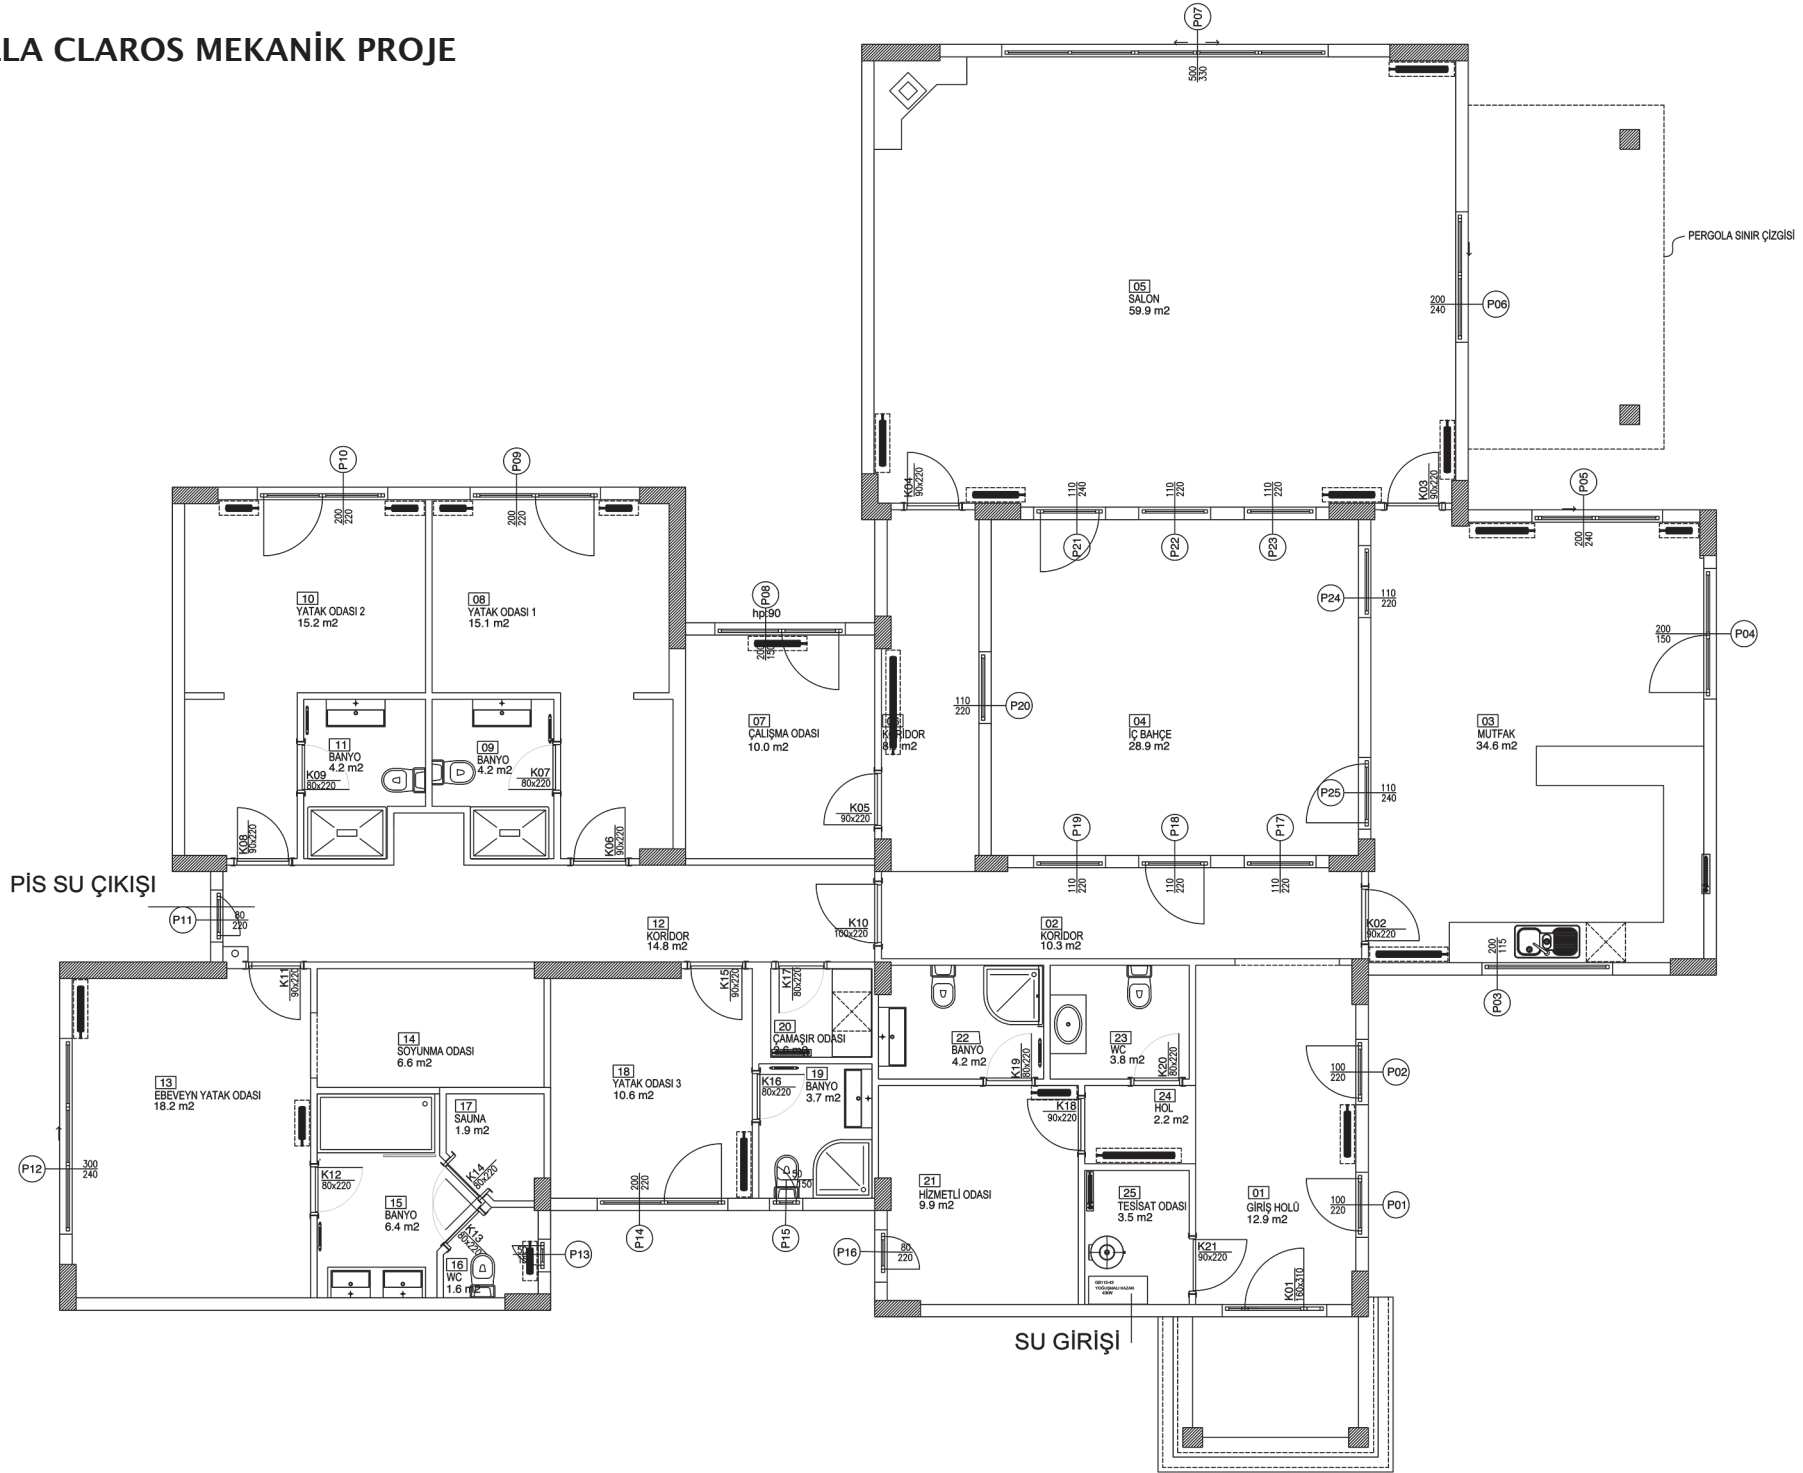 LLA CLAROS MEKANİK PROJE
P07
500
330
PERGOLA SINIR ÇİZGİSİ
05
SALON
59.9 m2
200
240
P06
P10
P09
200
220
200
220
K04
90x220
K03
90x220
110
240
110
220
110
220
P21
P22
P23
P05
200
240
10
YATAK ODASI 2
15.2 m2
08
YATAK ODASI 1
15.1 m2
P08
hp:90
P24
110
220
200
150
P04
110
220
P20
07
ÇALIŞMA ODASI
10.0 m2
KORİDOR
04
İÇ BAHÇE
28.9 m2
03
MUTFAK
34.6 m2
11
BANYO
4.2 m2
09
BANYO
4.2 m2
K09
80x220
K07
80x220
K05
90x220
P25
110
240
K08
90x220
K06
90x220
P19
P18
P17
110
220
110
220
110
220
PİS SU ÇIKIŞI
P11
80
220
12
KORİDOR
14.8 m2
K10
100x220
02
KORİDOR
10.3 m2
K02
90x220
200
115
P03
K11
90x220
K15
90x220
K17
80x220
14
SOYUNMA ODASI
6.6 m2
20
ÇAMAŞIR ODASI
22
BANYO
4.2 m2
K19
80x220
23
WC
3.8 m2
K20
80x220
100
220
P02
13
EBEVEYN YATAK ODASI
18.2 m2
17
SAUNA
1.9 m2
18
YATAK ODASI 3
10.6 m2
K16
80x220
19
BANYO
3.7 m2
K18
90x220
24
HOL
2.2 m2
P12
300
240
K12
80x220
K14
80x220
15
BANYO
6.4 m2
K13
80x220
200
220
P14
50
150
P15
21
HİZMETLİ ODASI
9.9 m2
25
TESİSAT ODASI
3.5 m2
01
GİRİŞ HOLÜ
12.9 m2
100
220
P01
16
WC
1.6 m2
P13
P16
80
220
K21
90x220
K01
160x310
GB112-43
YOĞUŞMALI KAZAN
43KW
SU GİRİŞİ